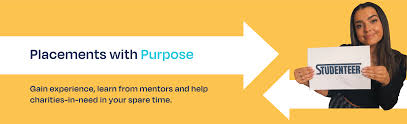 Placements with Purpose
Gain experience, learn from mentors and help
charities-in-need in your spare time.
STUDENTEER